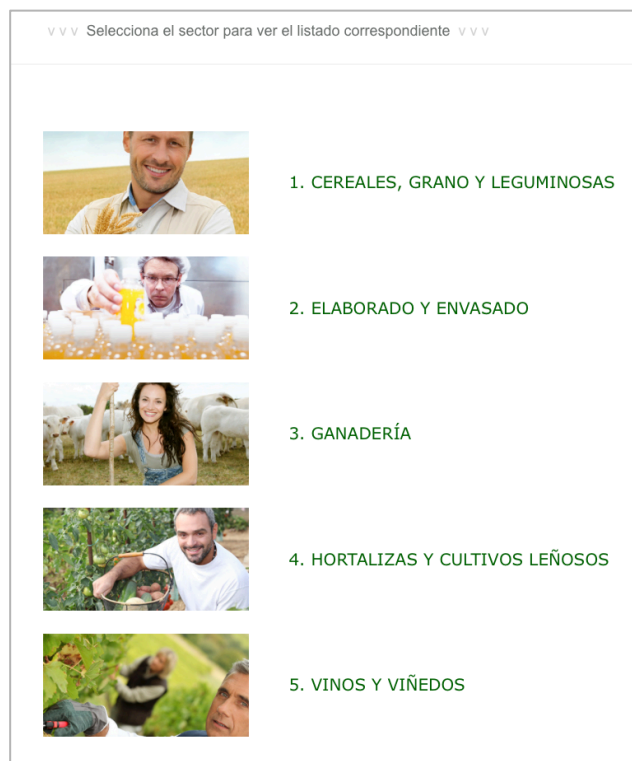 v v v Selecciona el sector para ver el listado correspondiente v v v
1. CEREALES, GRANO Y LEGUMINOSAS
2. ELABORADO Y ENVASADO
3. GANADERÍA
4. HORTALIZAS Y CULTIVOS LEÑOSOS
5. VINOS Y VIÑEDOS